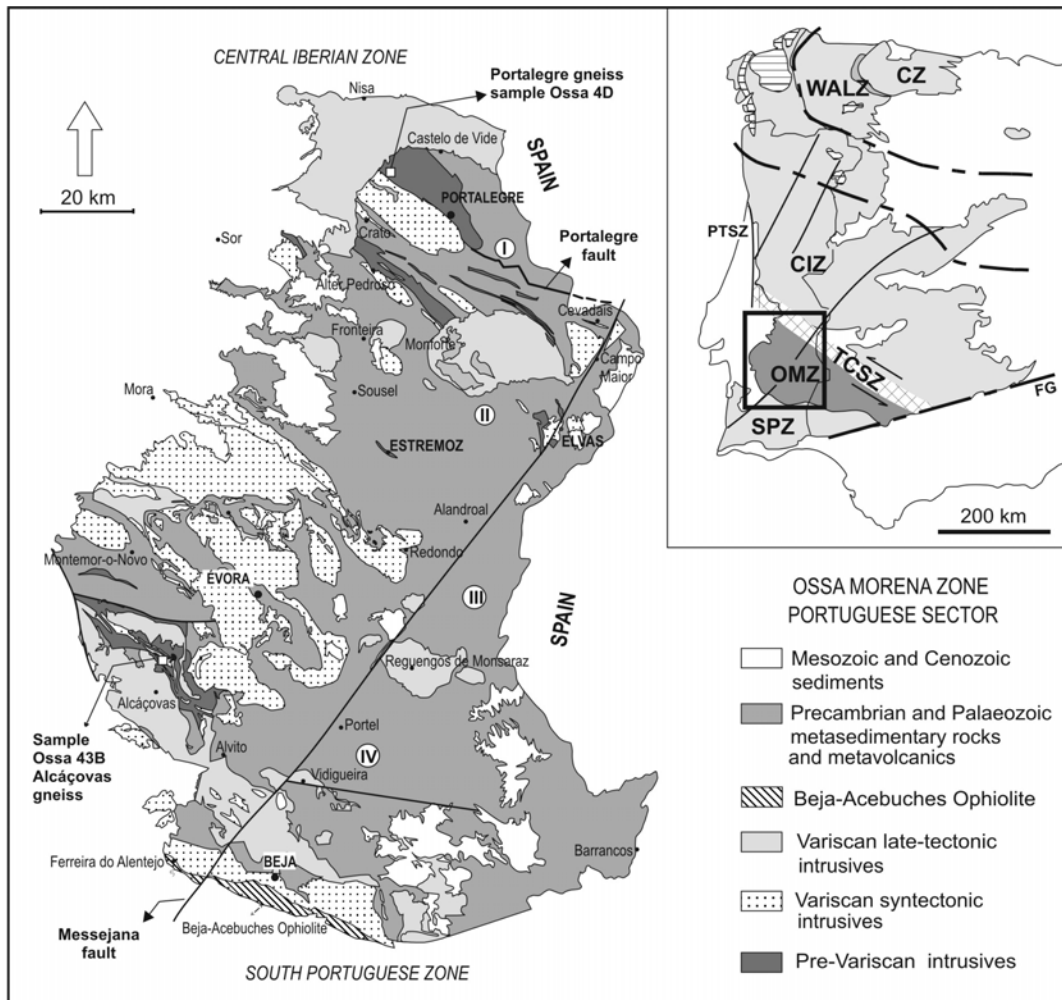 CENTRAL IBERIAN ZONE
Portalegre gneiss
sample Ossa 4D
Nisa
Castelo de Vide
SPAIN
20 km
PORTALEGRE
Crato
Sor
I
Portalegre
fault
Alter Pedroso
Cevadais
Fronteira
Monforte
Campo
Maior
Mora
Sousel
II
ESTREMOZ
ELVAS
Alandroal
Montemor-o-Novo
Redondo
ÉVORA
III
SPAIN
Reguengos de Monsaraz
Alcáçovas
Portel
Sample
Ossa 43B
Alcáçovas
gneiss
Alvito
IV
Vidigueira
Ferreira do Alentejo
BEJA
Barrancos
Beja-Acebuches Ophiolite
Messejana
fault
SOUTH PORTUGUESE ZONE
WALZ
CZ
PTSZ
CIZ
TCSZ
OMZ
FG
SPZ
200 km
OSSA MORENA ZONE
PORTUGUESE SECTOR
Mesozoic and Cenozoic
sediments
Precambrian and Palaeozoic
metasedimentary rocks
and metavolcanics
Beja-Acebuches Ophiolite
Variscan late-tectonic
intrusives
Variscan syntectonic
intrusives
Pre-Variscan intrusives